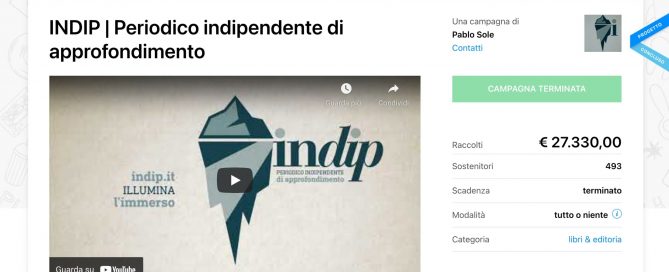 INDIP | Periodico indipendente di
approfondimento
Una campagna di
Pablo Sole
Contatti
PROGETTO
CONCLUSO
CAMPAGNA TERMINATA
Guarda più
Condividi
indip
PERIODICO INDIPENDENTE
di approfondimento
indip.it
ILLUMINA
l'immerso
Guarda su YouTube
Raccolti € 27.330,00
Sostenitori 493
Scadenza terminato
Modalità tutto o niente
Categoria libri & editoria